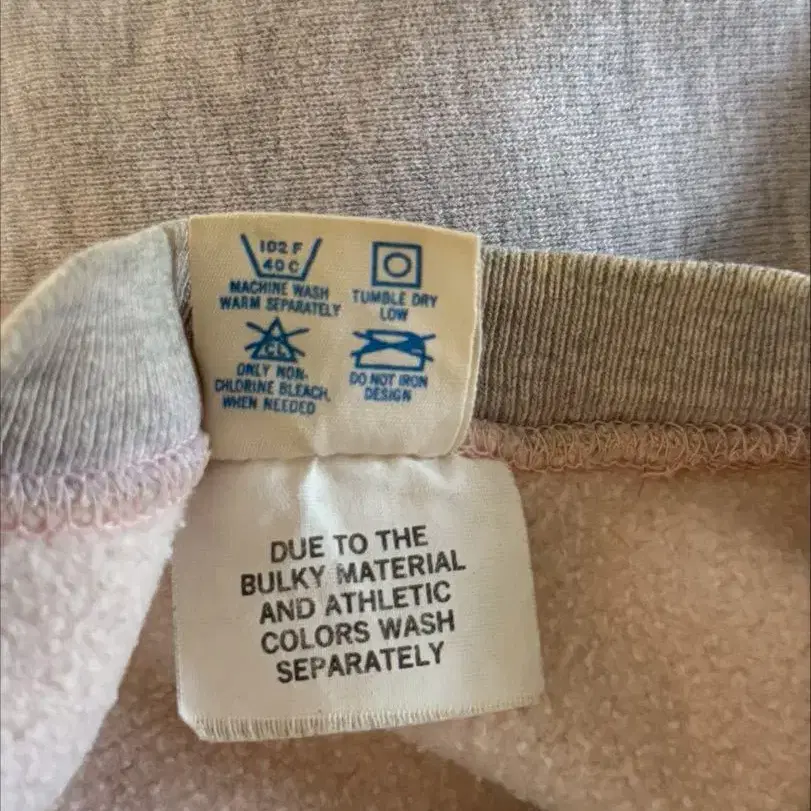 102 F
40 C
MACHINE WASH
WARM SEPARATELY
TUMBLE DRY
LOW
CL
ONLY NON-
CHLORINE BLEACH,
WHEN NEEDED
DO NOT IRON
DESIGN
DUE TO THE
BULKY MATERIAL
AND ATHLETIC
COLORS WASH
SEPARATELY